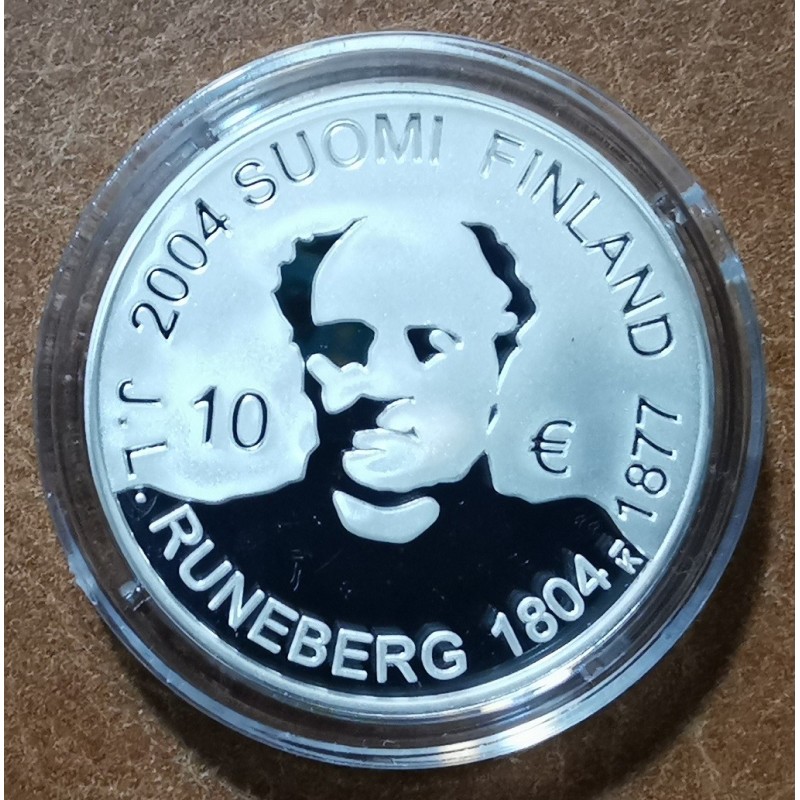 2004 SUOMI FINLAND
10 €
J.L. RUNEBERG 1804 K 1877